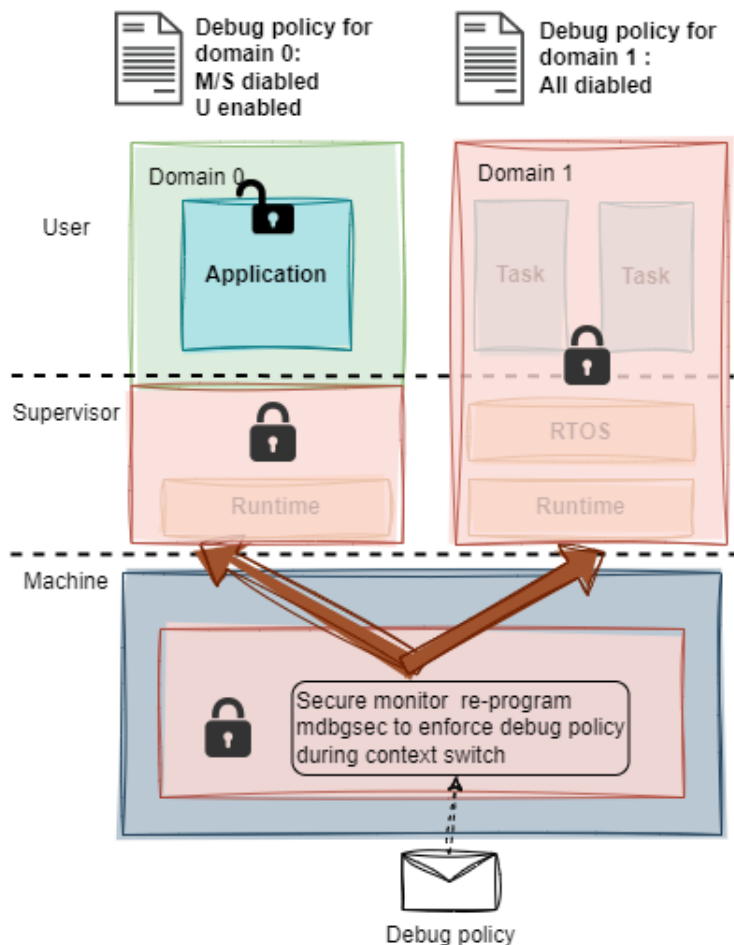 Debug policy for
domain 0:
M/S diabled
U enabled
Debug policy for
domain 1 :
All disabled
User
Domain 0
Application
Domain 1
Task
Task
Supervisor
Runtime
RTOS
Runtime
Machine
Secure monitor re-program
mdbgsec to enforce debug policy
during context switch
Debug policy